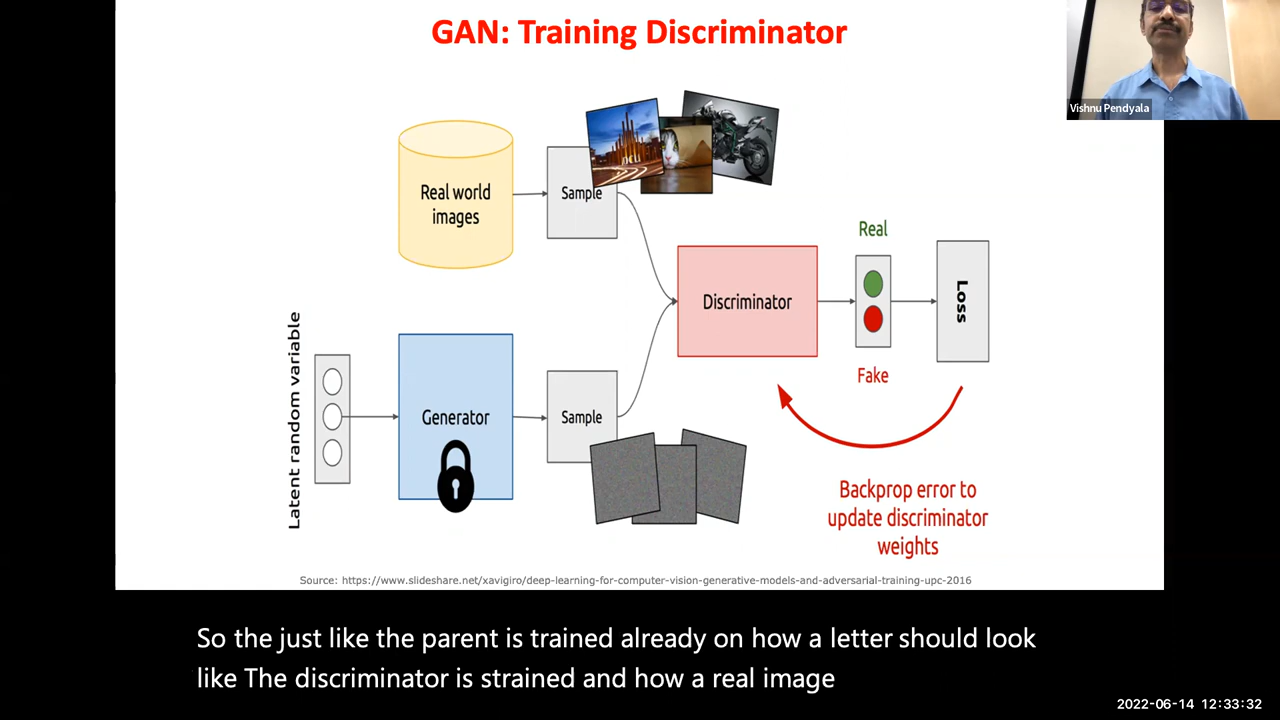 GAN: Training Discriminator
Vishnu Pendyala
Real world
images
Sample
Real
Discriminator
Loss
Fake
Latent random variable
Generator
Sample
Backprop error to
update discriminator
weights
Source: https://www.slideshare.net/xavigiro/deep-learning-for-computer-vision-generative-models-and-adversarial-training-upc-2016
So the just like the parent is trained already on how a letter should look
like The discriminator is strained and how a real image
2022-06-14 12:33:32